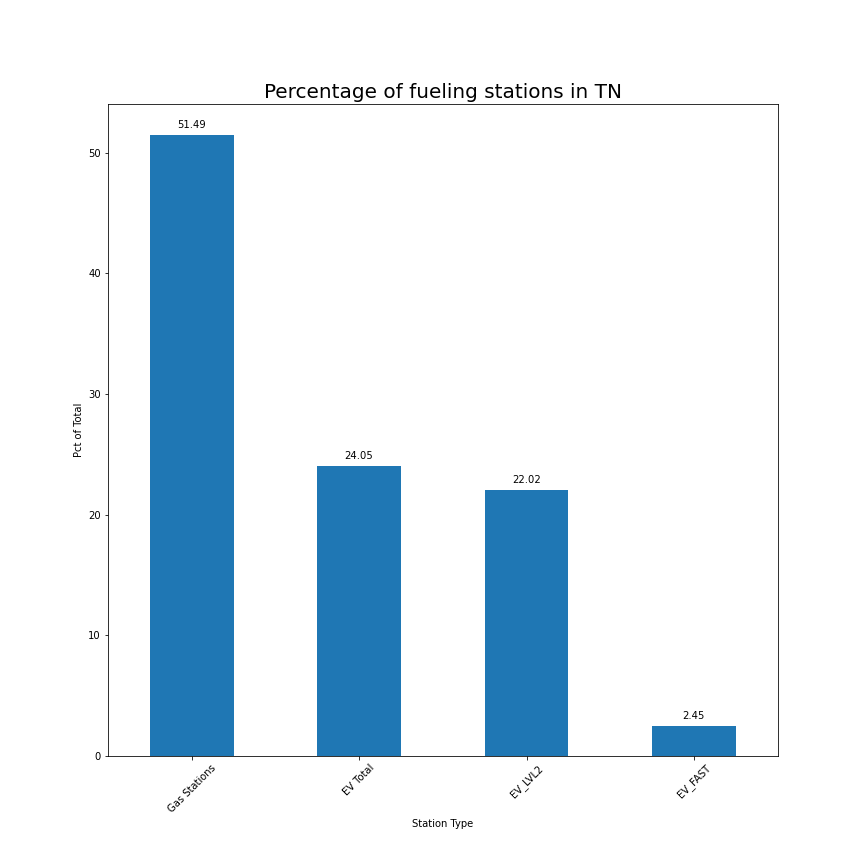 Percentage of fueling stations in TN
51.49
24.05
22.02
2.45
50
40
30
20
10
0
Pct of Total
Gas Stations
EV Total
EV_LVL2
EV_FAST
Station Type